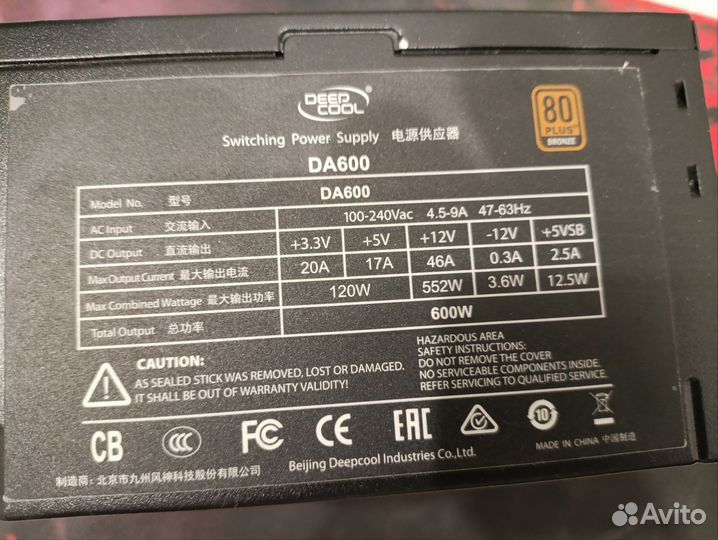 DEEP
COOL®
80
PLUS®
BRONZE
Switching Power Supply 电源供应器
DA600
Model No. 型号 DA600
AC Input 交流输入 100-240Vac 4.5-9A 47-63Hz
DC Output 直流输出 +3.3V +5V +12V -12V +5VSB
Max Output Current 最大输出电流 20A 17A 46A 0.3A 2.5A
Max Combined Wattage 最大输出功率 120W 552W 3.6W 12.5W
Total Output 总功率 600W
CAUTION:
AS SEALED STICK WAS REMOVED, LOST OR DAMAGED.
IT SHALL BE OUT OF WARRANTY VALIDITY!
HAZARDOUS AREA
SAFETY INSTRUCTIONS:
DO NOT REMOVE THE COVER
NO SERVICEABLE COMPONENTS INSIDE.
REFER SERVICING TO QUALIFIED SERVICE.
CB CCC FC CE EAC 10
MADE IN CHINA 中国制造
Beijing Deepcool Industries Co.,Ltd.
制造商: 北京市九州风神科技股份有限公司
Avito